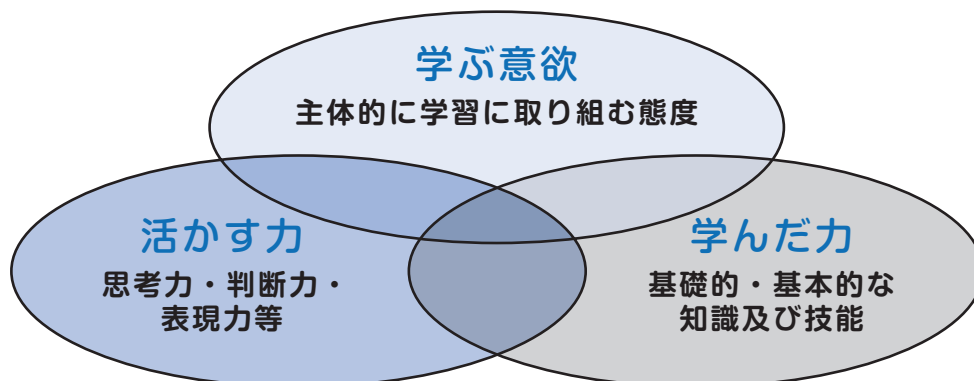 学ぶ意欲
主体的に学習に取り組む態度
活かす力
思考力・判断力・
表現力等
学んだ力
基礎的・基本的な
知識及び技能